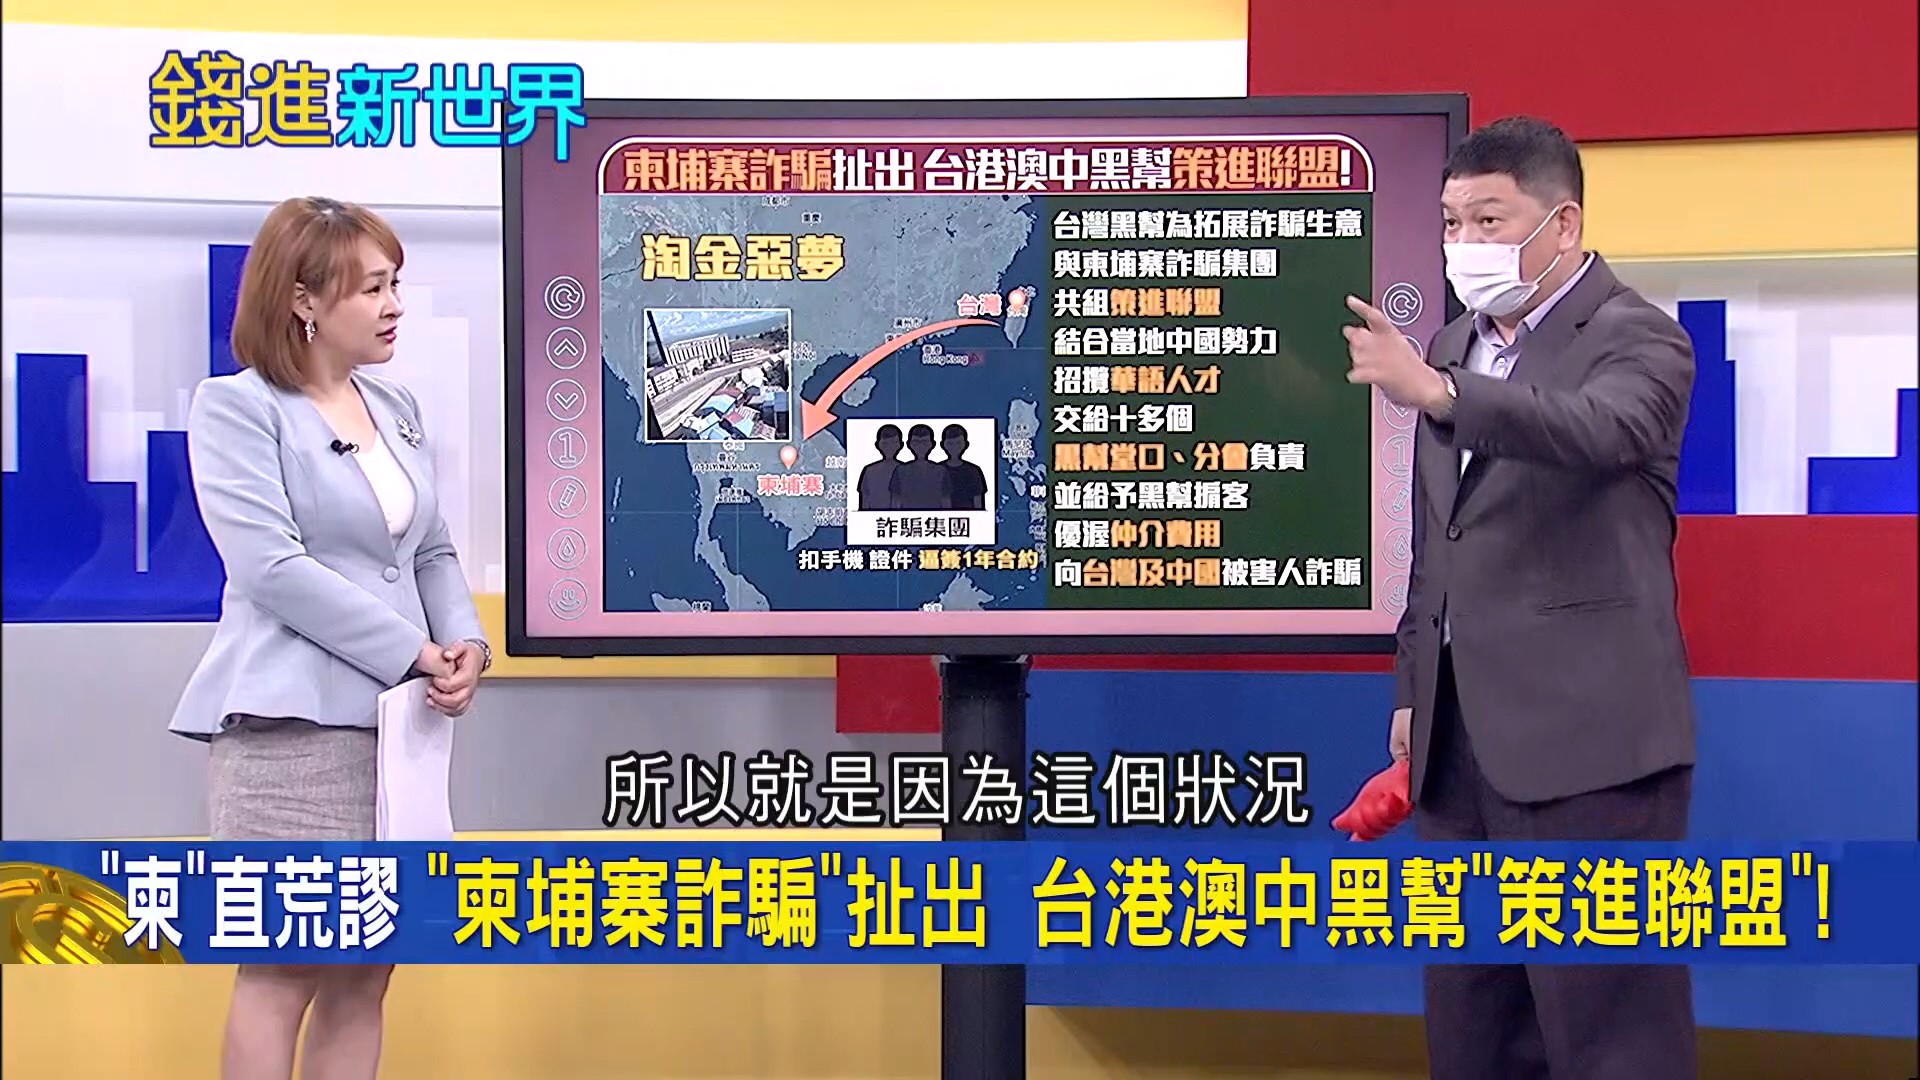 錢進新世界
柬埔寨詐騙扯出 台港澳中黑幫策進聯盟!
淘金惡夢
台灣
柬埔寨
Hong Kong
詐騙集團
扣手機 證件 逼簽1年合約
台灣黑幫為拓展詐騙生意
與柬埔寨詐騙集團
共組策進聯盟
結合當地中國勢力
招攬華語人才
交給十多個
黑幫堂口、分會負責
並給予黑幫掮客
優渥仲介費用
向台灣及中國被害人詐騙
所以就是因為這個狀況
"柬"直荒謬 "柬埔寨詐騙"扯出 台港澳中黑幫"策進聯盟"!